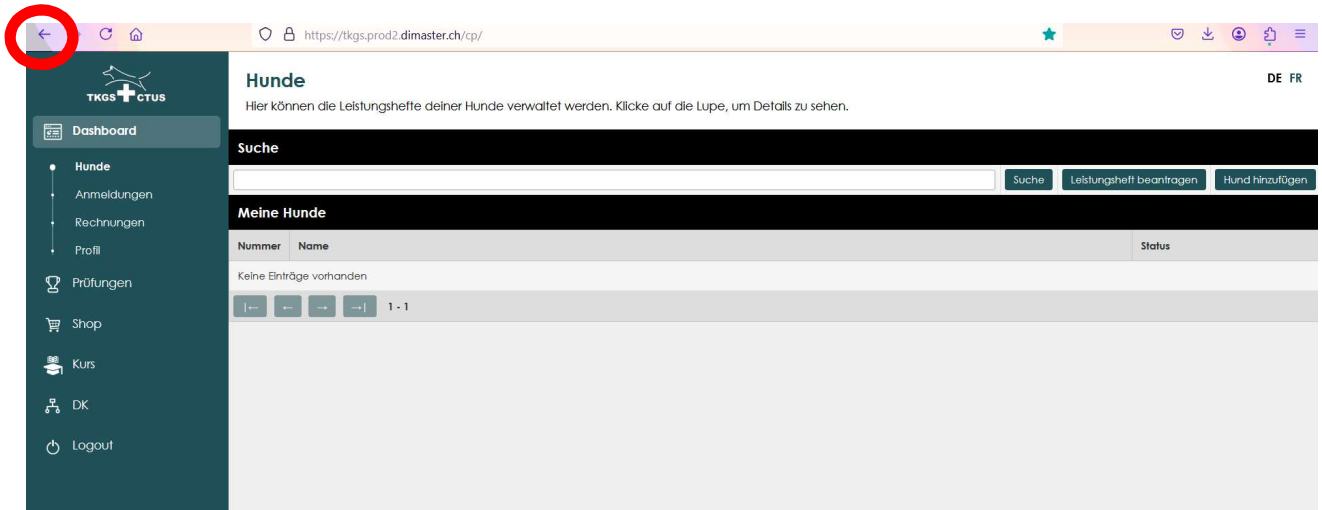 https://tkgs.prod2.dimaster.ch/cp/
TKGS CTUS
Dashboard
Hunde
Anmeldungen
Rechnungen
Profil
Prüfungen
Shop
Kurs
DK
Logout
Hunde
DE FR
Hier können die Leistungshefte deiner Hunde verwaltet werden. Klicke auf die Lupe, um Details zu sehen.
Suche
Suche Leistungsheft beantragen Hund hinzufügen
Meine Hunde
Nummer Name Status
Keine Einträge vorhanden
|← ← → →| 1 - 1